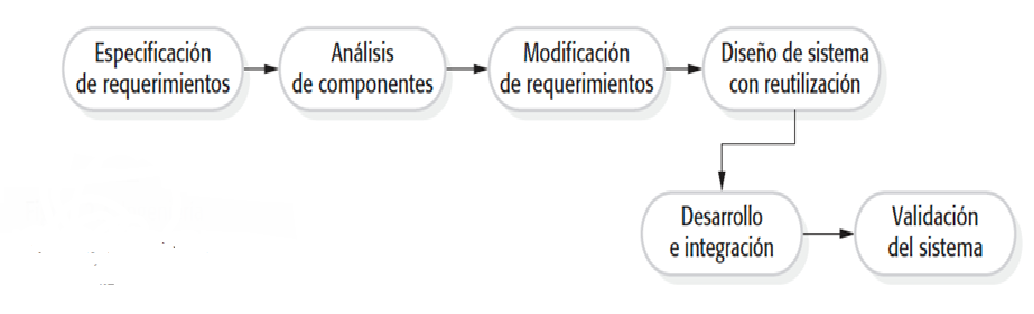 Especificación
de requerimientos
Análisis
de componentes
Modificación
de requerimientos
Diseño de sistema
con reutilización
Desarrollo
e integración
Validación
del sistema